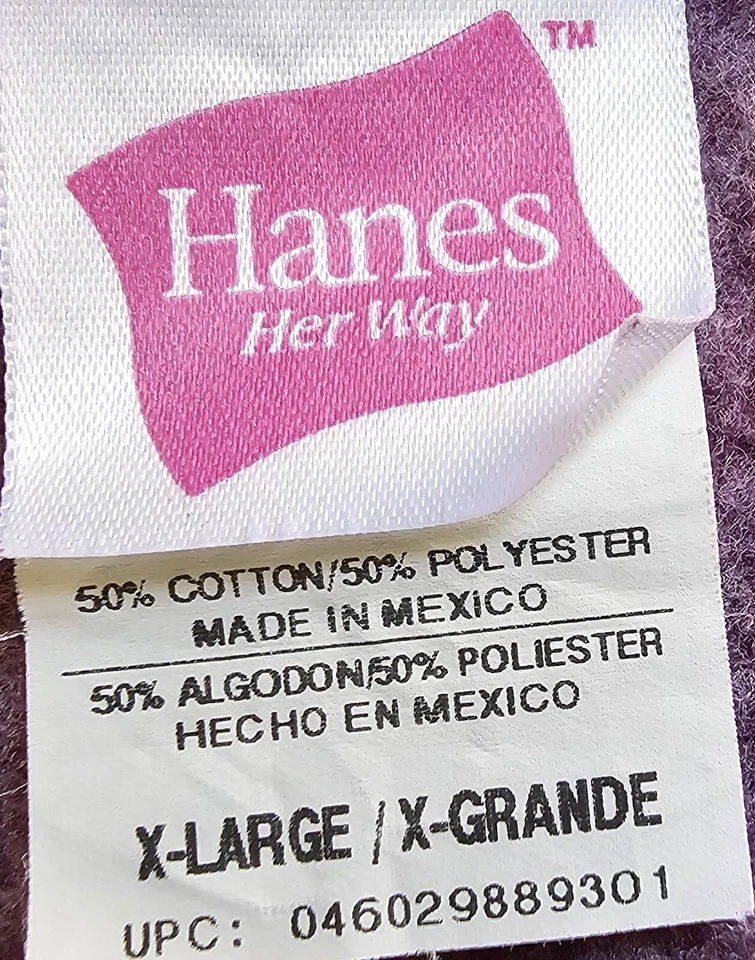 TM
Hanes
Her Way
50% COTTON/50% POLYESTER
MADE IN MEXICO
50% ALGODON/50% POLIESTER
HECHO EN MEXICO
X-LARGE / X-GRANDE
UPC: 046029889301